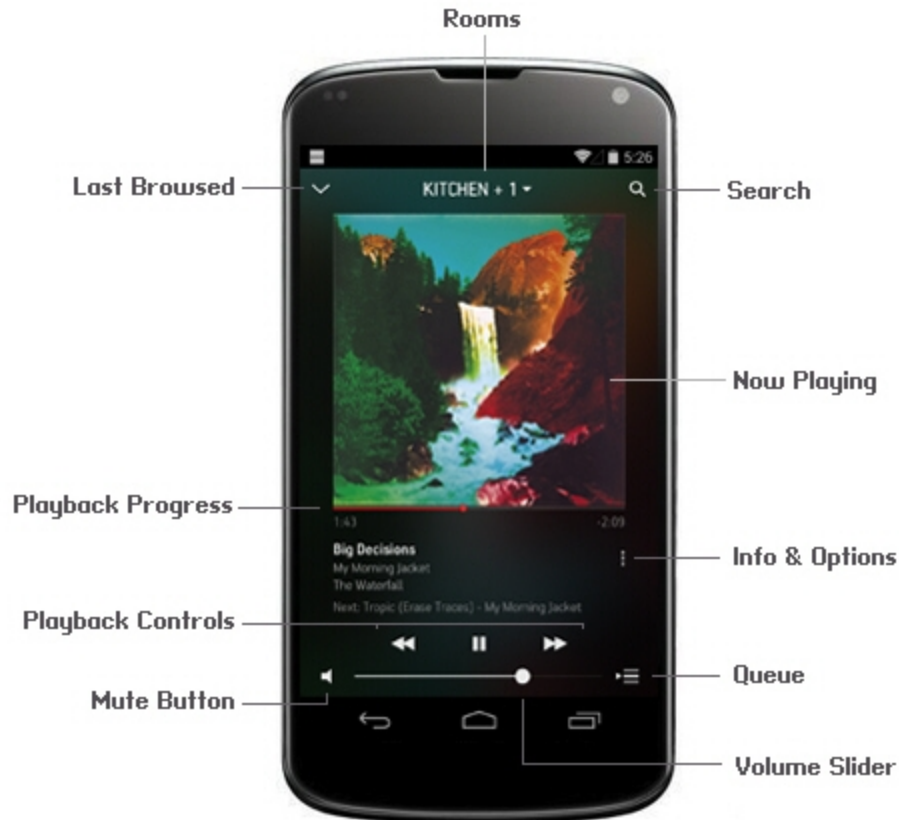 Rooms
5:26
Last Browsed
KITCHEN + 1
Search
Now Playing
Playback Progress
1:43
-2:09
Big Decisions
My Morning Jacket
The Waterfall
Info & Options
Next: Tropic (Erase Traces) - My Morning Jacket
Playback Controls
Queue
Mute Button
Volume Slider